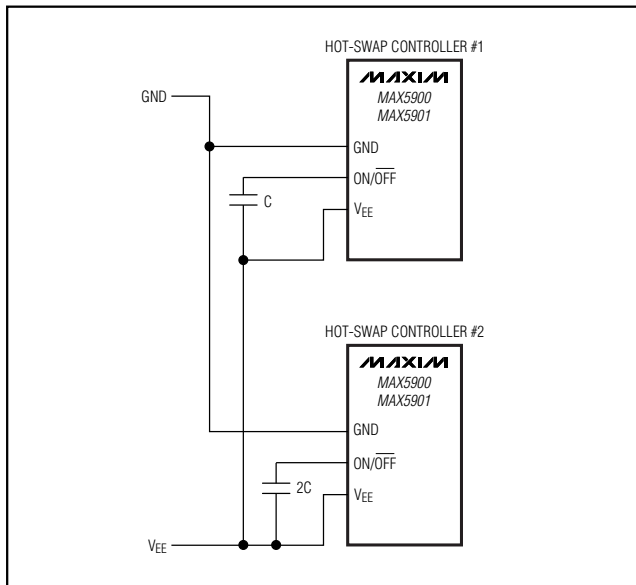 HOT-SWAP CONTROLLER #1
MAXIM
MAX5900
MAX5901
GND
GND
ON/OFF
C
VEE
HOT-SWAP CONTROLLER #2
MAXIM
MAX5900
MAX5901
GND
ON/OFF
2C
VEE
VEE